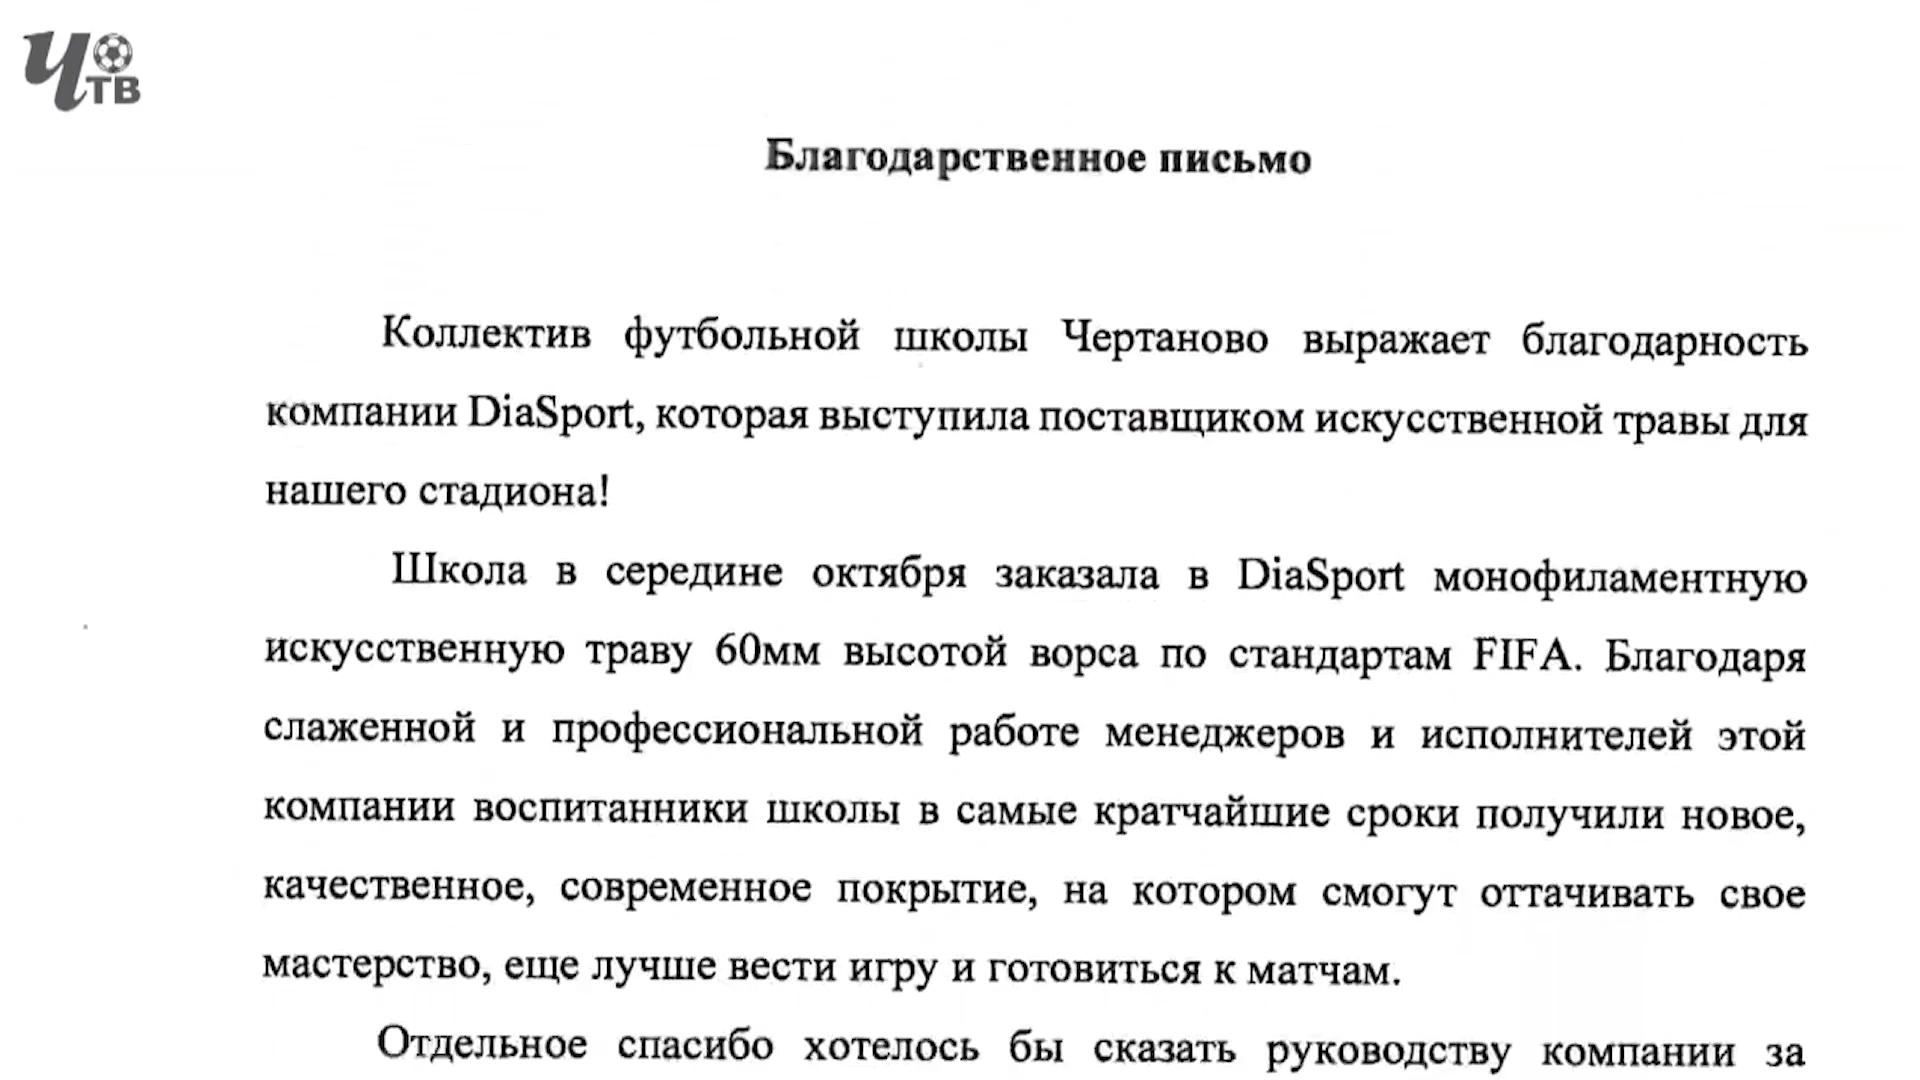 Ч ТВ
Благодарственное письмо
Коллектив футбольной школы Чертаново выражает благодарность
компании DiaSport, которая выступила поставщиком искусственной травы для
нашего стадиона!
Школа в середине октября заказала в DiaSport монофиламентную
искусственную траву 60мм высотой ворса по стандартам FIFA. Благодаря
слаженной и профессиональной работе менеджеров и исполнителей этой
компании воспитанники школы в самые кратчайшие сроки получили новое,
качественное, современное покрытие, на котором смогут оттачивать свое
мастерство, еще лучше вести игру и готовиться к матчам.
Отдельное спасибо хотелось бы сказать руководству компании за